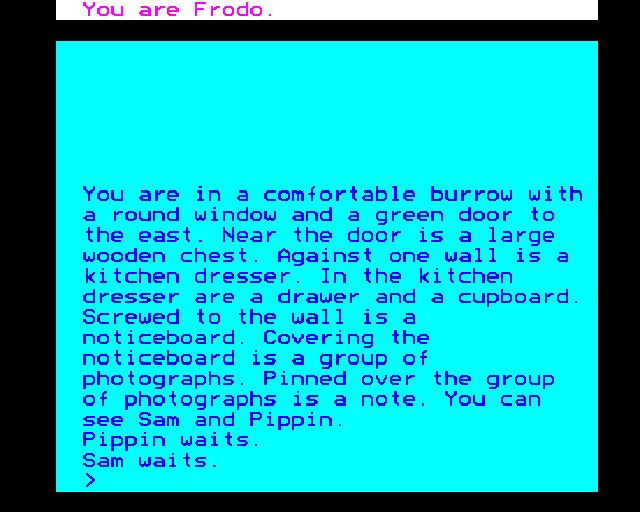 You are Frodo.
You are in a comfortable burrow with
a round window and a green door to
the east. Near the door is a large
wooden chest. Against one wall is a
kitchen dresser. In the kitchen
dresser are a drawer and a cupboard.
Screwed to the wall is a
noticeboard. Covering the
noticeboard is a group of
photographs. Pinned over the group
of photographs is a note. You can
see Sam and Pippin.
Pippin waits.
Sam waits.
>